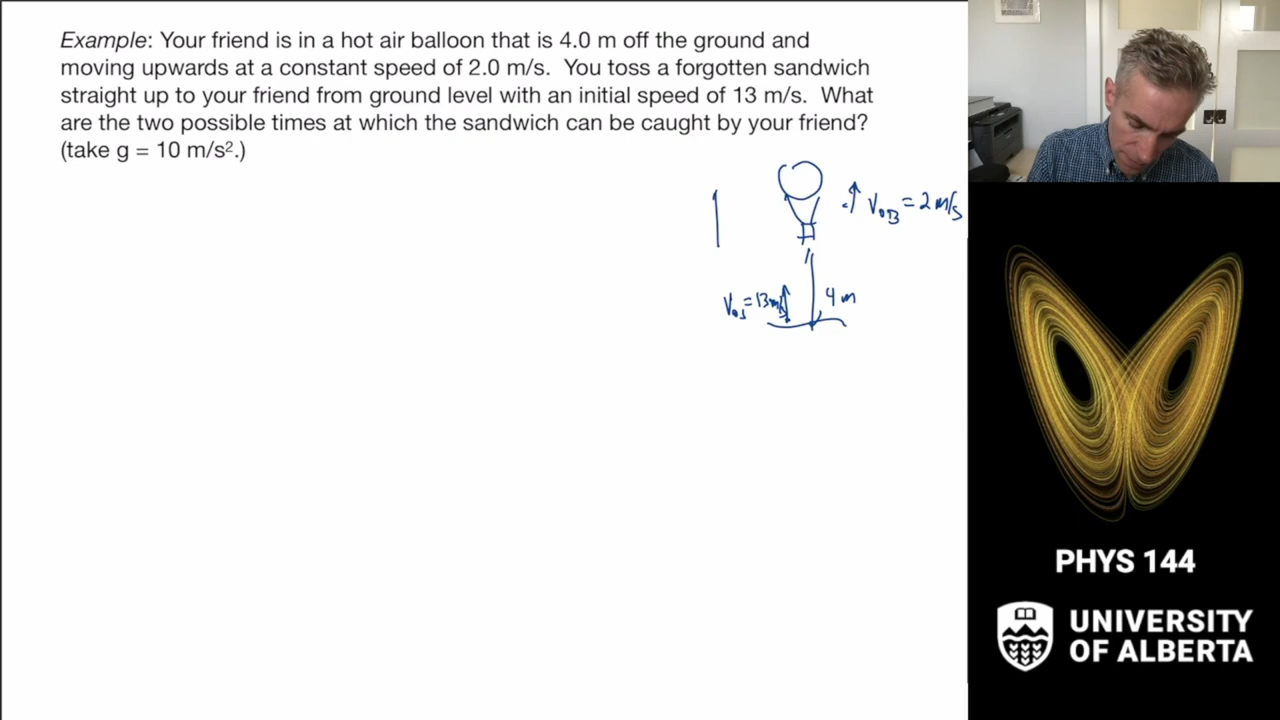 Example: Your friend is in a hot air balloon that is 4.0 m off the ground and
moving upwards at a constant speed of 2.0 m/s. You toss a forgotten sandwich
straight up to your friend from ground level with an initial speed of 13 m/s. What
are the two possible times at which the sandwich can be caught by your friend?
(take g = 10 m/s².)
V₀B = 2 m/s
V₀s = 13 m/s
4 m
PHYS 144
UNIVERSITY
OF ALBERTA